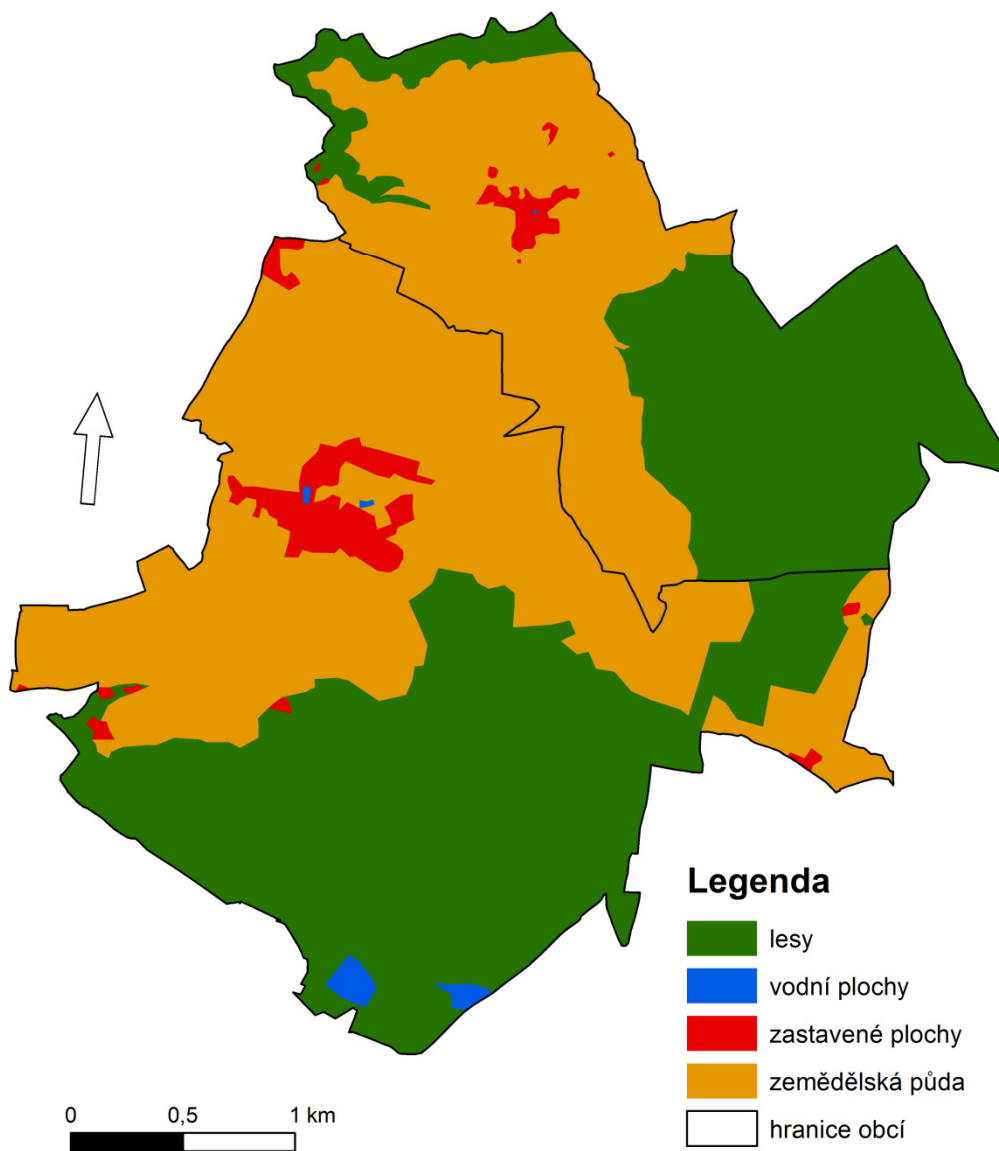 Legenda
lesy
vodní plochy
zastavené plochy
zemědělská půda
hranice obcí
0 0,5 1 km